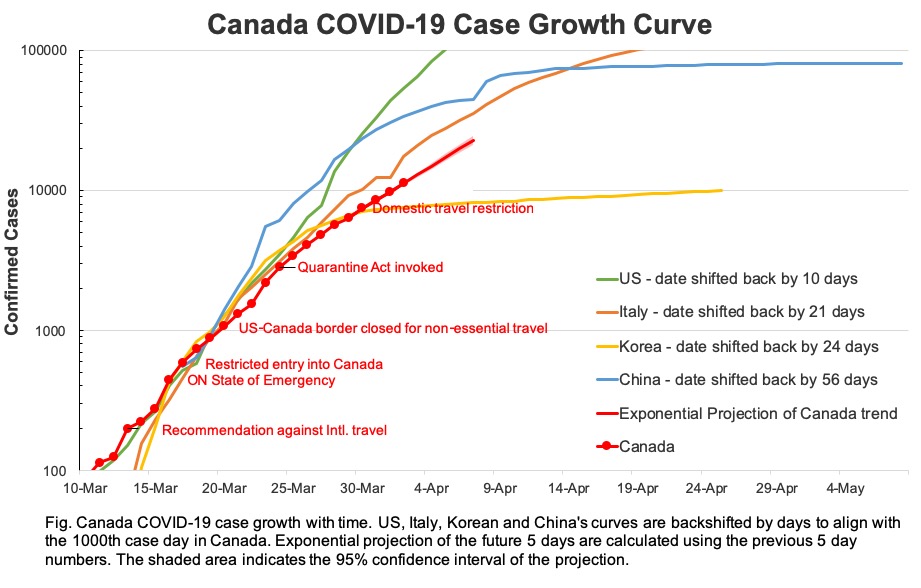 Canada COVID-19 Case Growth Curve
Confirmed Cases
100000
10000
1000
100
Domestic travel restriction
Quarantine Act invoked
US-Canada border closed for non-essential travel
Restricted entry into Canada
ON State of Emergency
Recommendation against Intl. travel
US - date shifted back by 10 days
Italy - date shifted back by 21 days
Korea - date shifted back by 24 days
China - date shifted back by 56 days
Exponential Projection of Canada trend
Canada
10-Mar 15-Mar 20-Mar 25-Mar 30-Mar 4-Apr 9-Apr 14-Apr 19-Apr 24-Apr 29-Apr 4-May
Fig. Canada COVID-19 case growth with time. US, Italy, Korean and China's curves are backshifted by days to align with
the 1000th case day in Canada. Exponential projection of the future 5 days are calculated using the previous 5 day
numbers. The shaded area indicates the 95% confidence interval of the projection.